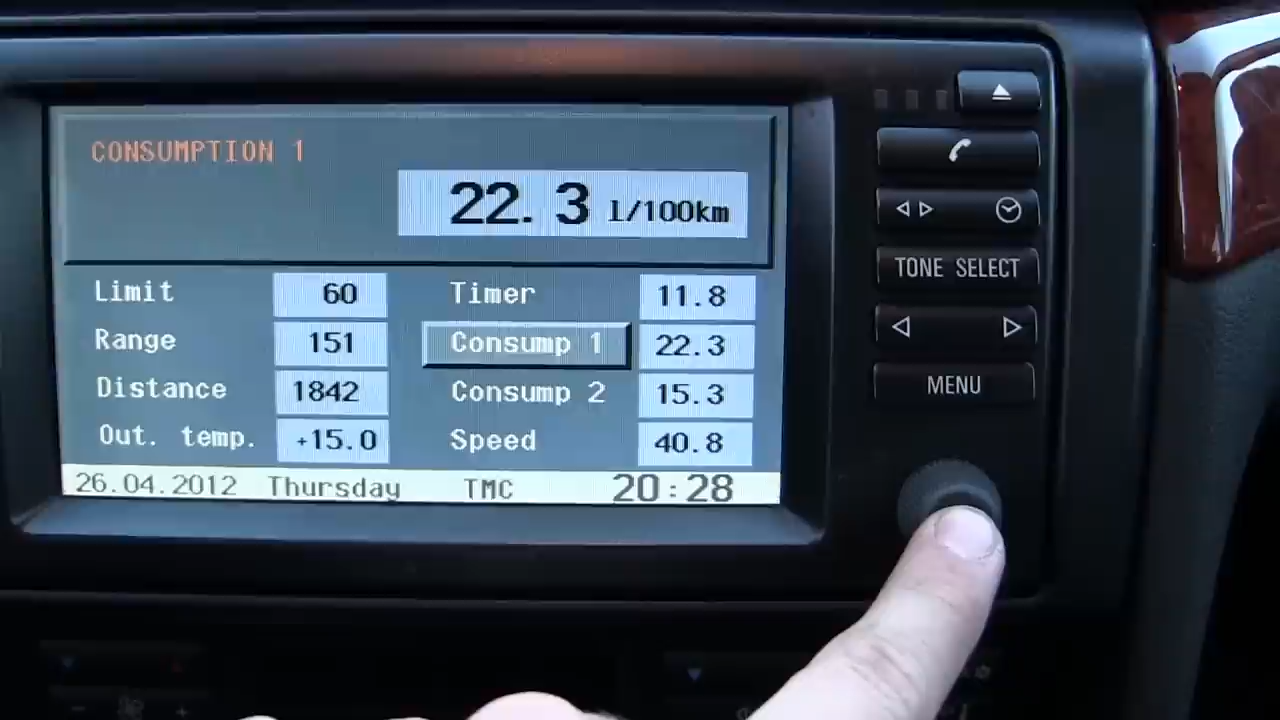 CONSUMPTION 1
22.3 l/100km
Limit 60 Timer 11.8
Range 151 Consump 1 22.3
Distance 1842 Consump 2 15.3
Out. temp. +15.0 Speed 40.8
26.04.2012 Thursday TMC 20:28
TONE SELECT
MENU